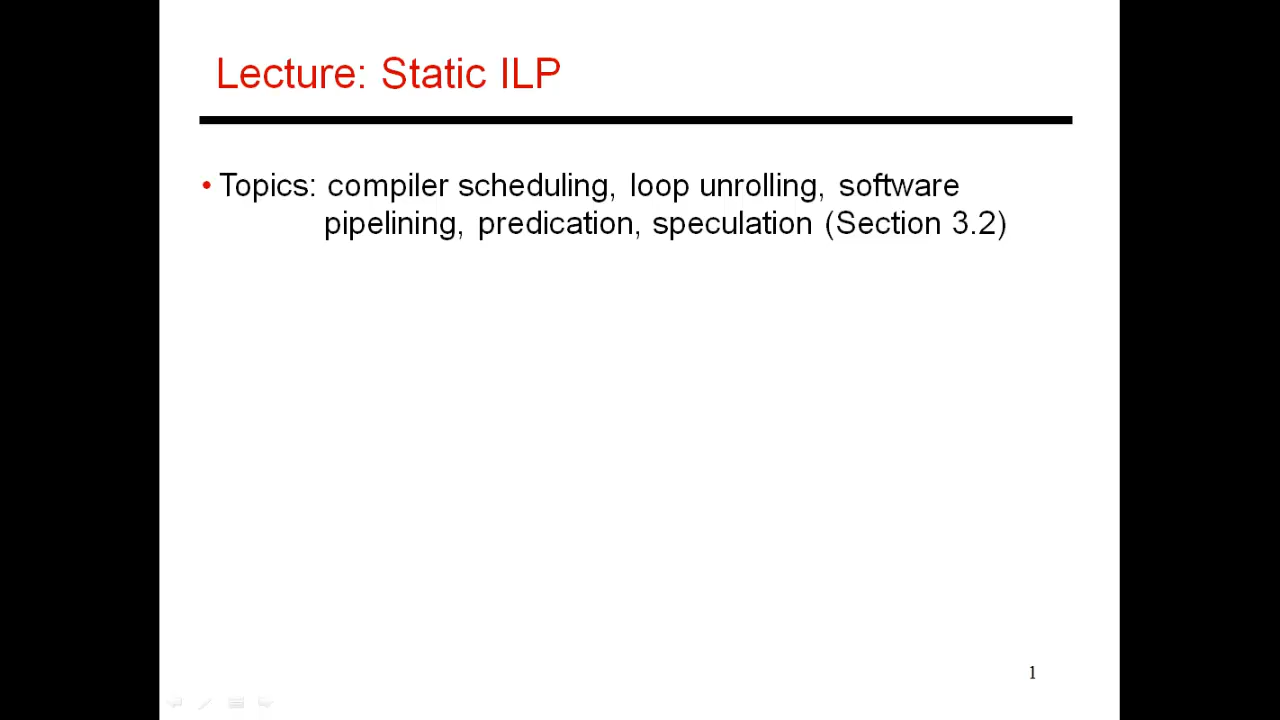 Lecture: Static ILP
• Topics: compiler scheduling, loop unrolling, software
pipelining, predication, speculation (Section 3.2)
1